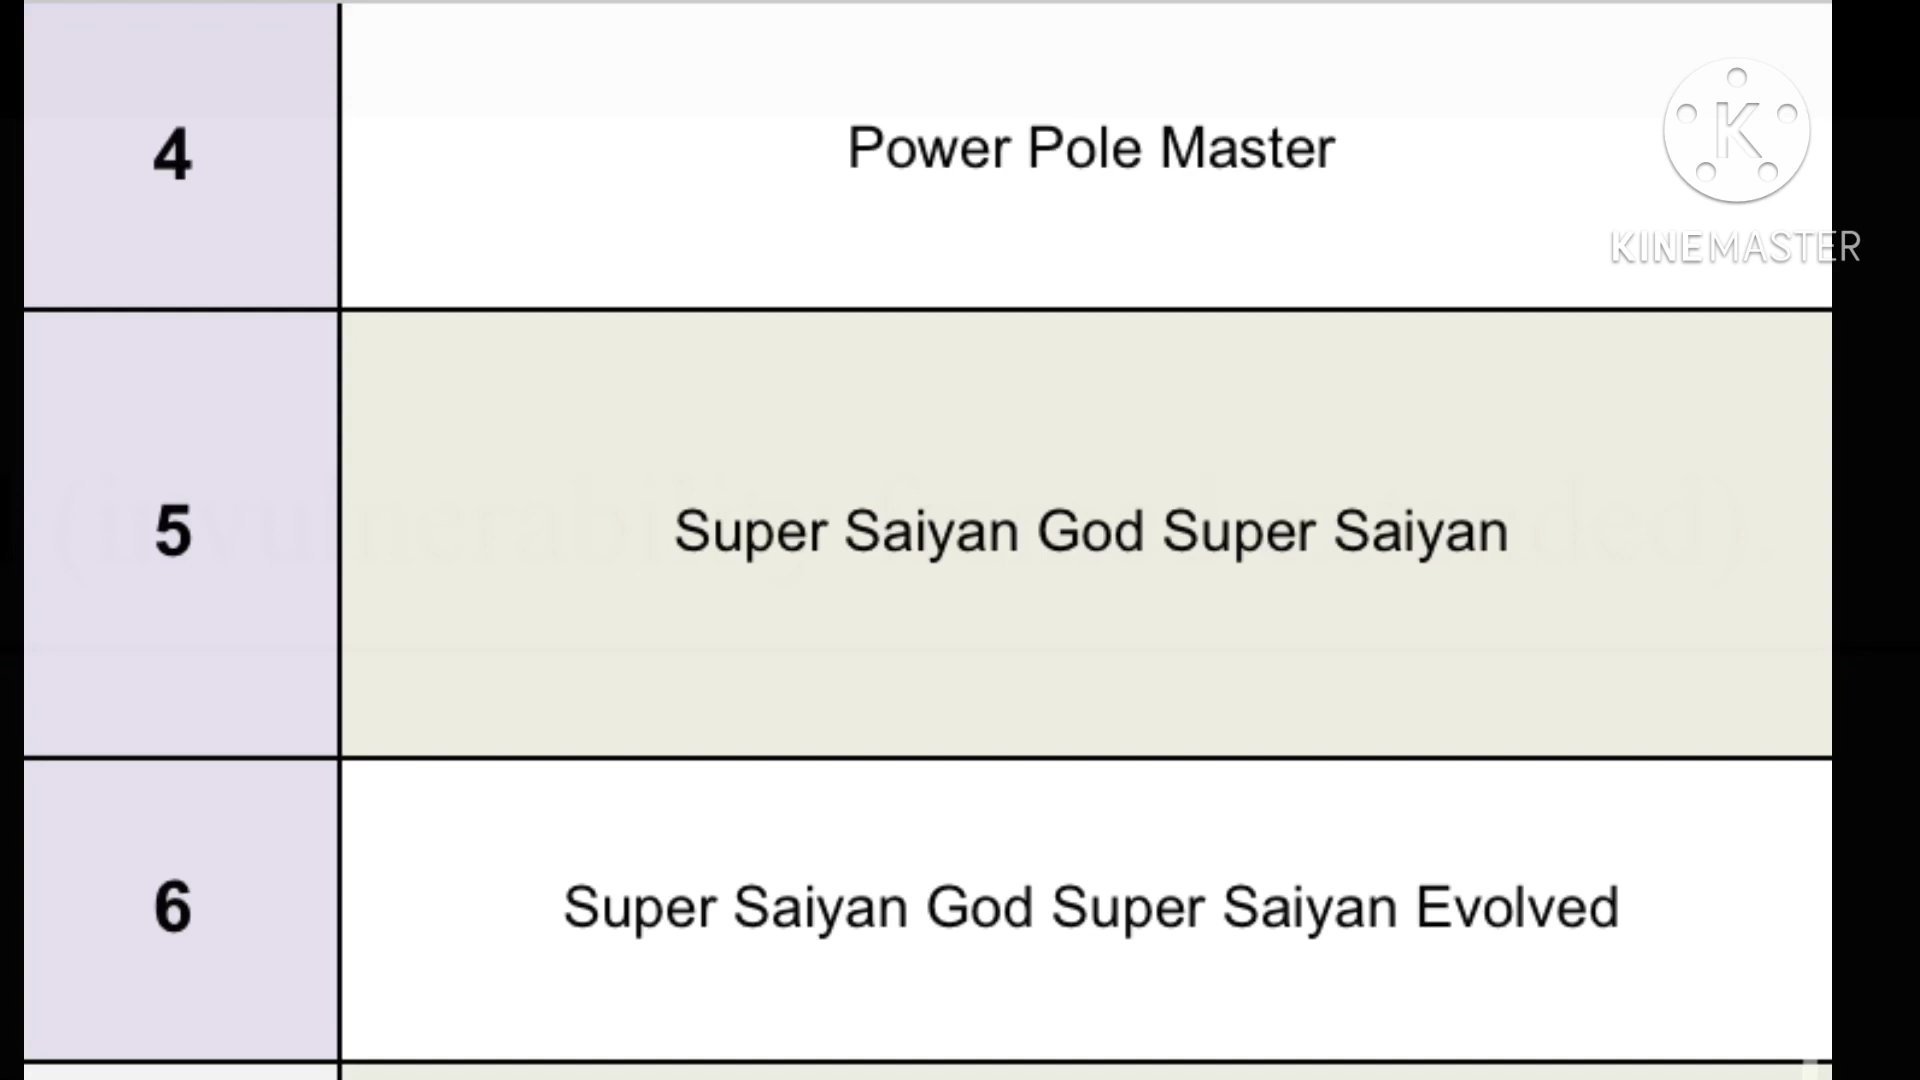 4
Power Pole Master
K
KINEMASTER
5
Super Saiyan God Super Saiyan
6
Super Saiyan God Super Saiyan Evolved